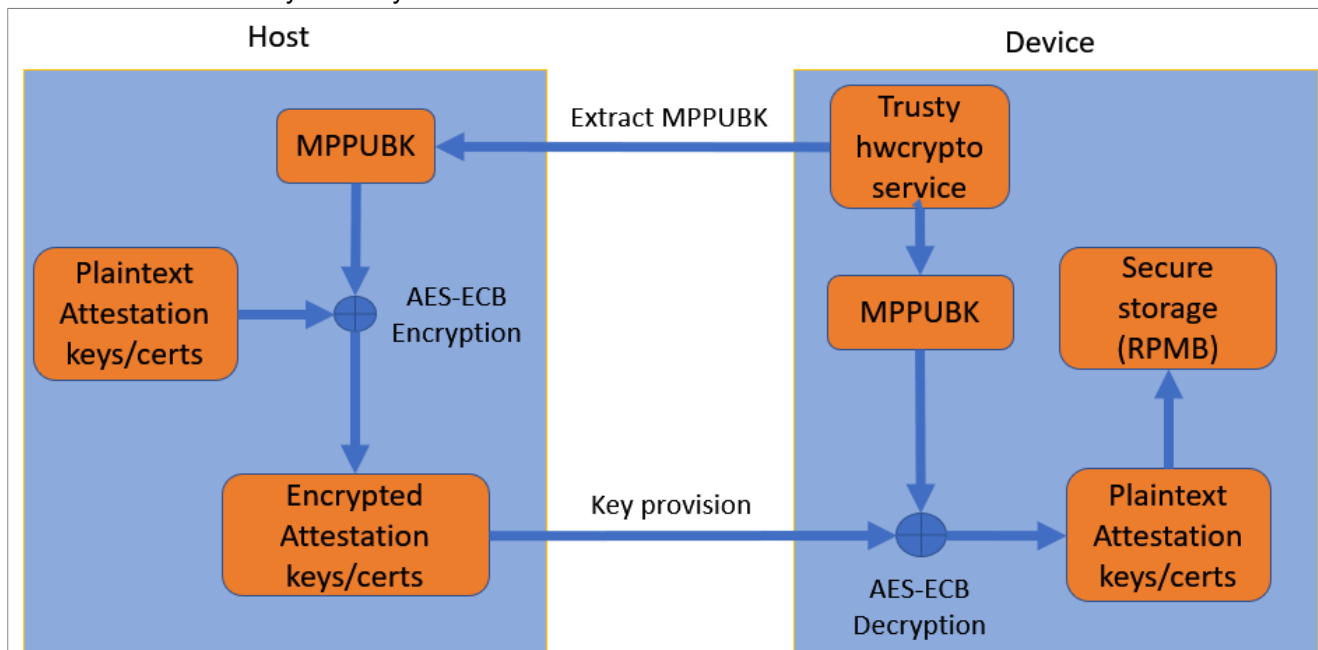 Host
Device
MPPUBK
Extract MPPUBK
Trusty
hwcrypto
service
Plaintext
Attestation
keys/certs
AES-ECB
Encryption
MPPUBK
Secure
storage
(RPMB)
Encrypted
Attestation
keys/certs
Key provision
AES-ECB
Decryption
Plaintext
Attestation
keys/certs